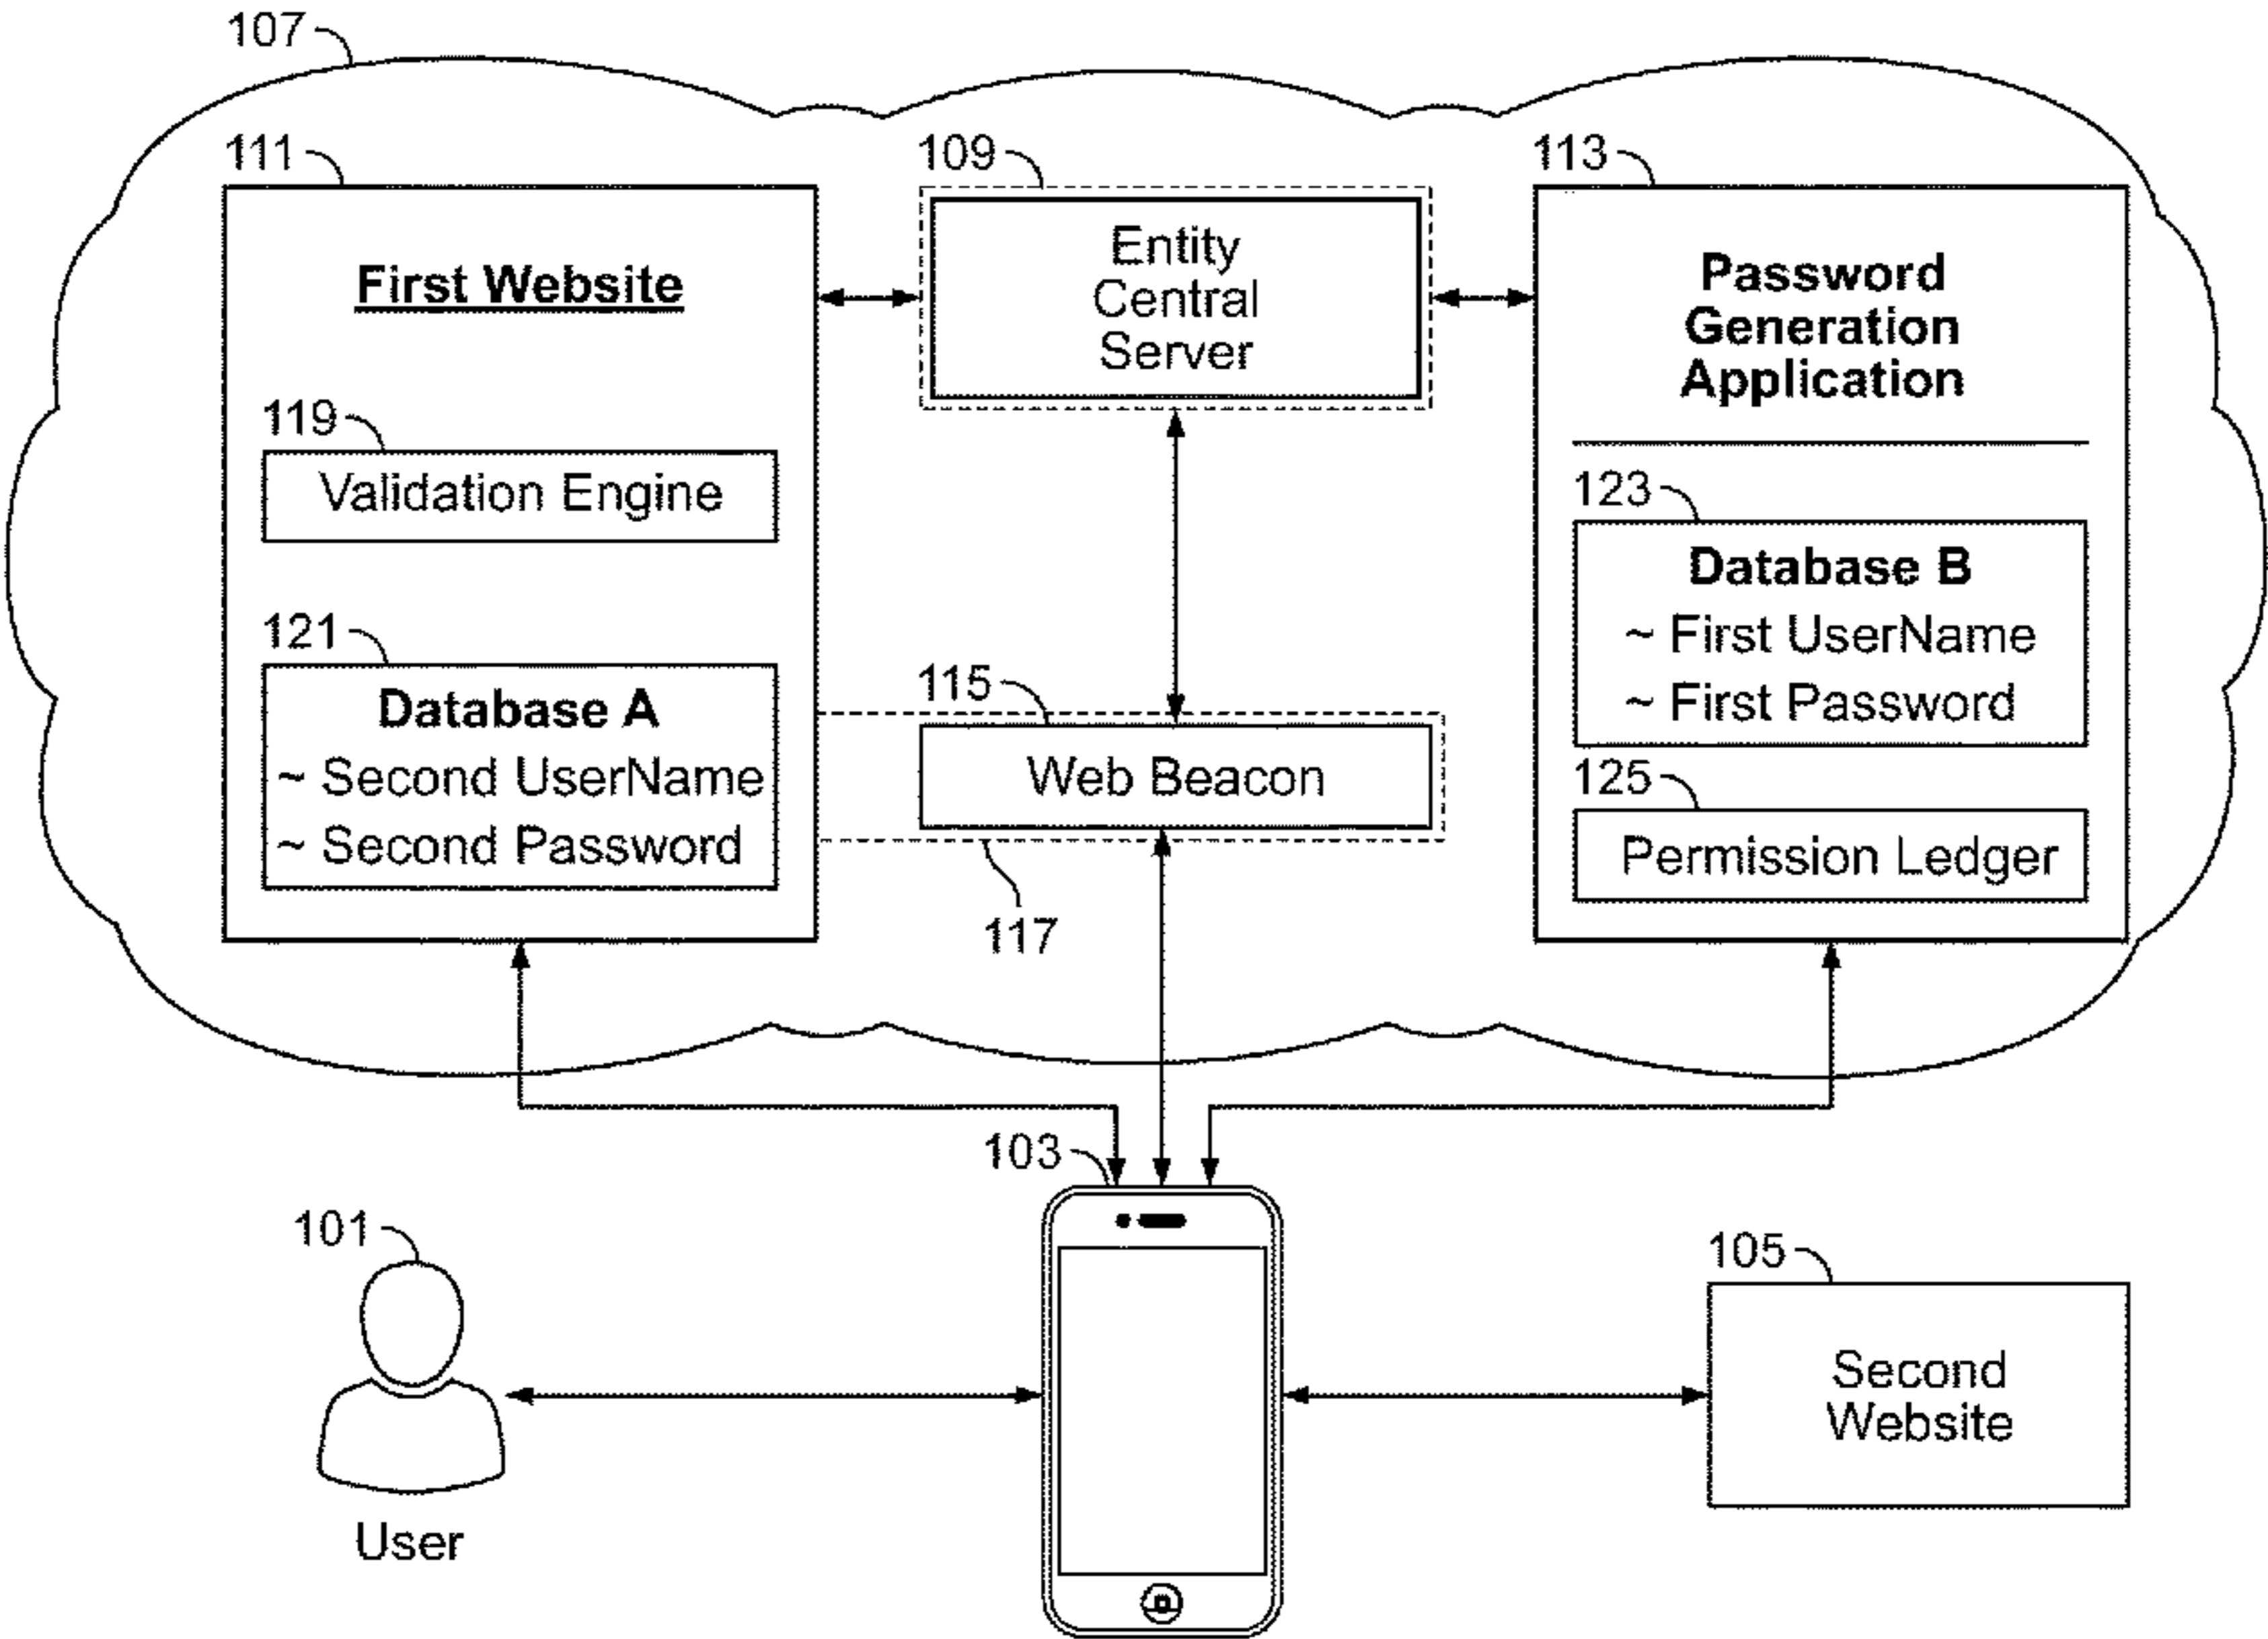 107
111
109
113
First Website
Entity
Central
Server
Password
Generation
Application
119
Validation Engine
123
Database B
~ First UserName
~ First Password
121
Database A
~ Second UserName
~ Second Password
115
Web Beacon
125
Permission Ledger
117
103
101
User
105
Second
Website